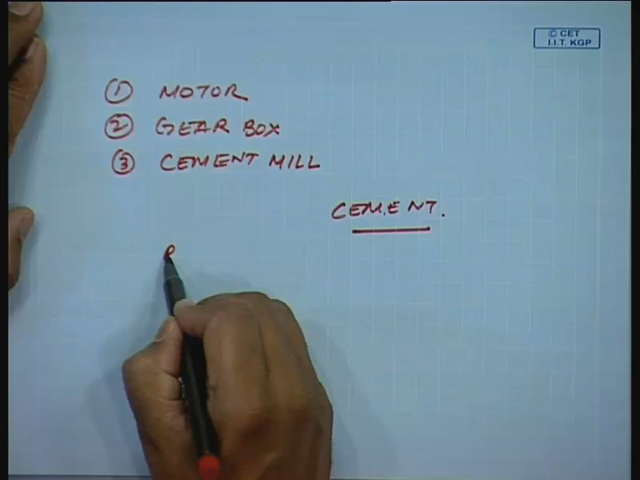 © CET
I.I.T. KGP
① MOTOR
② GEAR BOX
③ CEMENT MILL
CEMENT.